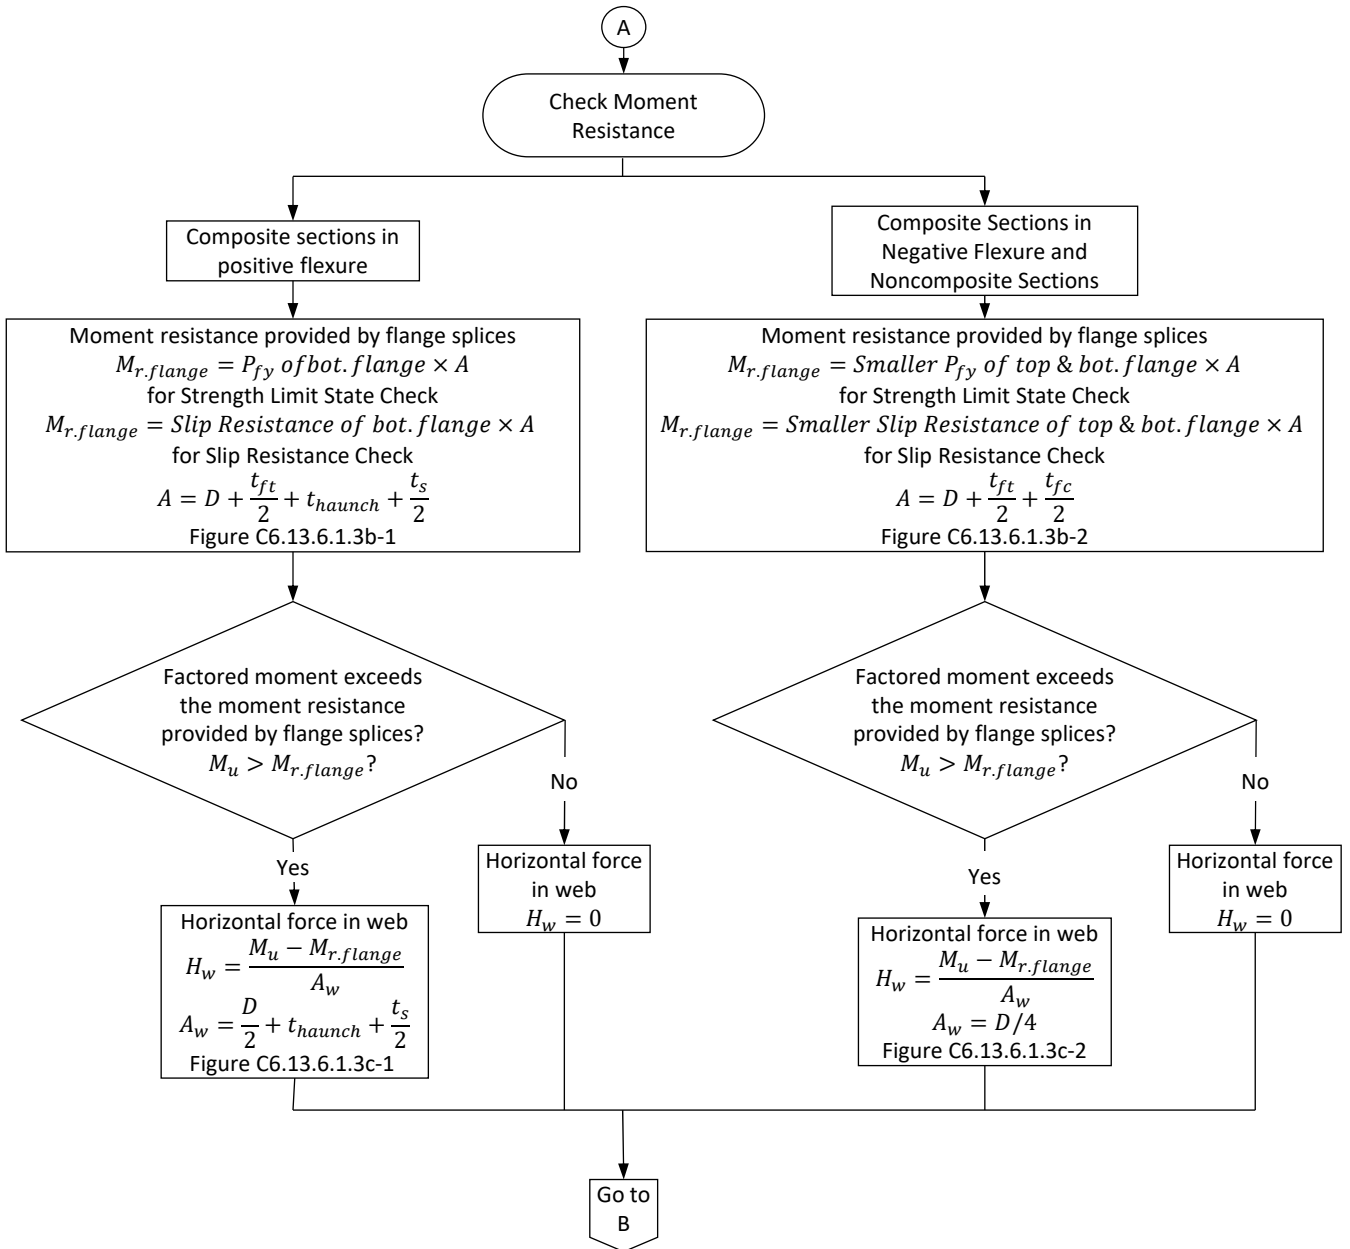 A
Check Moment
Resistance
Composite sections in
positive flexure
Moment resistance provided by flange splices
M_{r.flange} = P_{fy} ofbot. flange × A
for Strength Limit State Check
M_{r.flange} = Slip Resistance of bot. flange × A
for Slip Resistance Check
A = D + \frac{t_{ft}}{2} + t_{haunch} + \frac{t_s}{2}
Figure C6.13.6.1.3b-1
Factored moment exceeds
the moment resistance
provided by flange splices?
M_u > M_{r.flange}?
No
Horizontal force
in web
H_w = 0
Yes
Horizontal force in web
H_w = \frac{M_u − M_{r.flange}}{A_w}
A_w = \frac{D}{2} + t_{haunch} + \frac{t_s}{2}
Figure C6.13.6.1.3c-1
Composite Sections in
Negative Flexure and
Noncomposite Sections
Moment resistance provided by flange splices
M_{r.flange} = Smaller P_{fy} of top & bot. flange × A
for Strength Limit State Check
M_{r.flange} = Smaller Slip Resistance of top & bot. flange × A
for Slip Resistance Check
A = D + \frac{t_{ft}}{2} + \frac{t_{fc}}{2}
Figure C6.13.6.1.3b-2
Factored moment exceeds
the moment resistance
provided by flange splices?
M_u > M_{r.flange}?
No
Horizontal force
in web
H_w = 0
Yes
Horizontal force in web
H_w = \frac{M_u − M_{r.flange}}{A_w}
A_w = D/4
Figure C6.13.6.1.3c-2
Go to
B